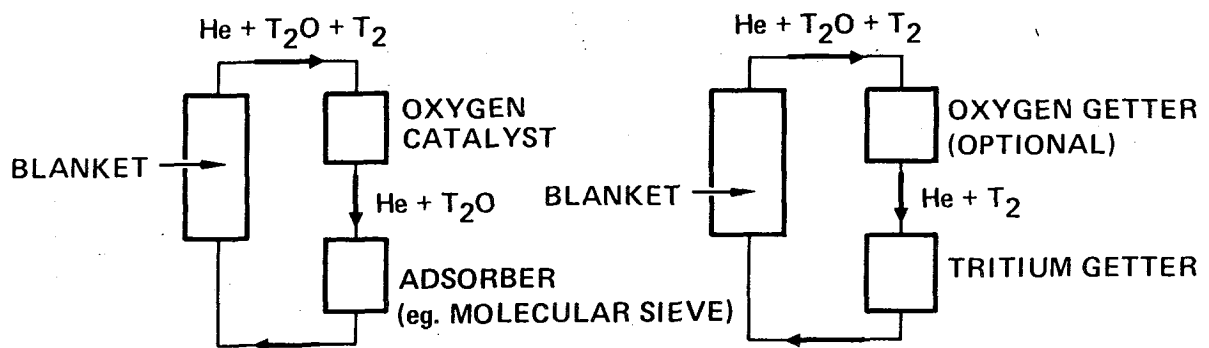 He + T₂O + T₂
OXYGEN
CATALYST
BLANKET
He + T₂O
ADSORBER
(eg. MOLECULAR SIEVE)
He + T₂O + T₂
OXYGEN GETTER
(OPTIONAL)
BLANKET
He + T₂
TRITIUM GETTER